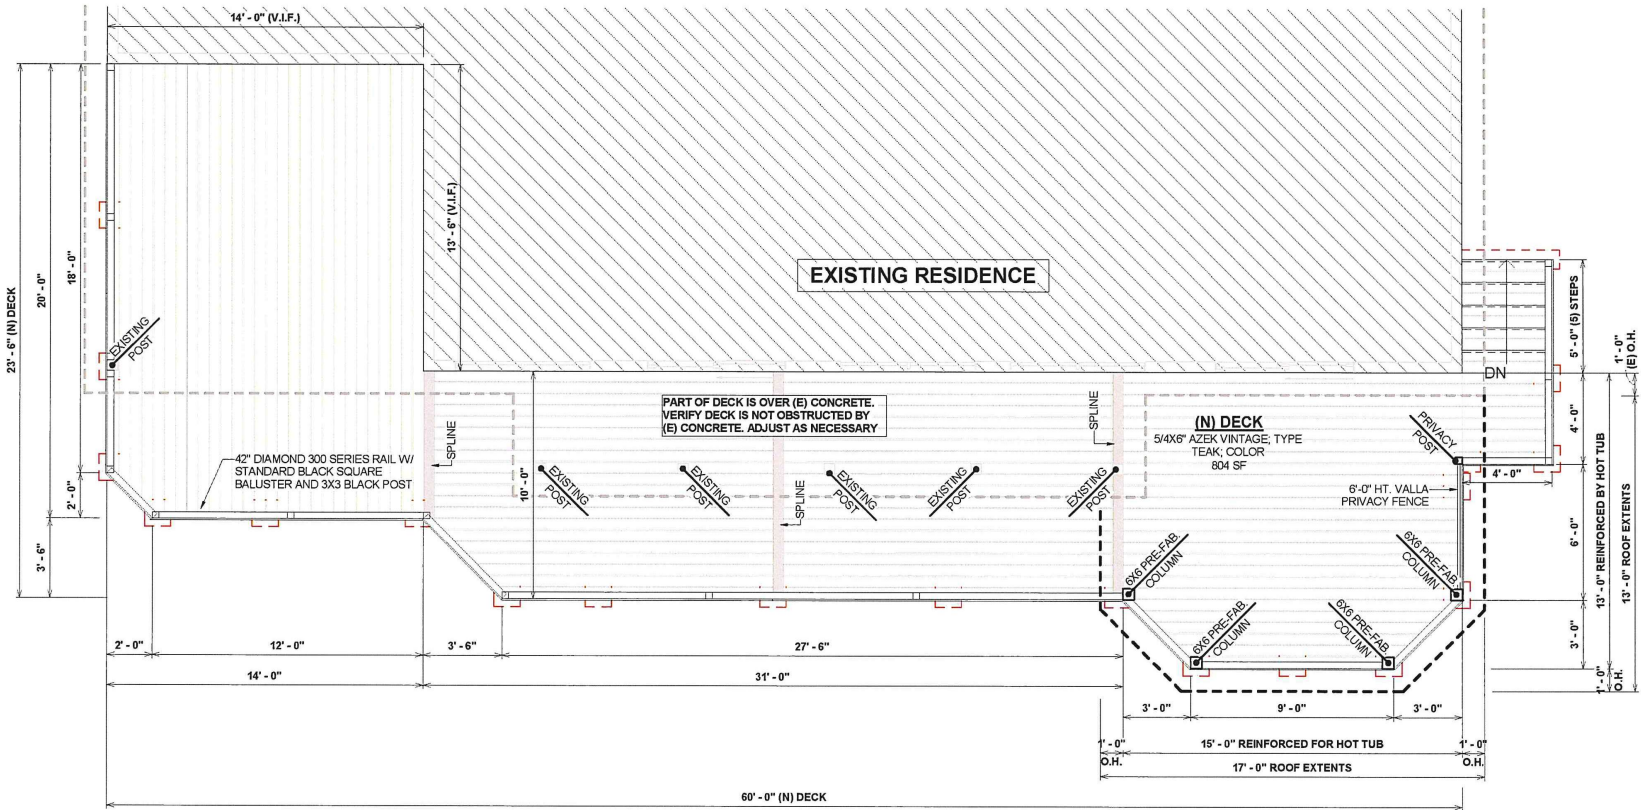 14' - 0" (V.I.F.)
23' - 6" (N) DECK
20' - 0"
18' - 0"
13' - 6" (V.I.F.)
EXISTING RESIDENCE
5' - 0" (5) STEPS
1' - 0"
(E) O.H.
DN
EXISTING
POST
PART OF DECK IS OVER (E) CONCRETE.
VERIFY DECK IS NOT OBSTRUCTED BY
(E) CONCRETE. ADJUST AS NECESSARY
SPLINE
SPLINE
SPLINE
(N) DECK
5/4X6" AZEK VINTAGE; TYPE
TEAK; COLOR
804 SF
PRIVACY
POST
4' - 0"
4' - 0"
42" DIAMOND 300 SERIES RAIL W/
STANDARD BLACK SQUARE
BALUSTER AND 3X3 BLACK POST
10' - 0"
EXISTING
POST
EXISTING
POST
EXISTING
POST
EXISTING
POST
EXISTING
POST
6'-0" HT. VALLA
PRIVACY FENCE
2' - 0"
3' - 6"
6' - 0"
13' - 0" REINFORCED BY HOT TUB
13' - 0" ROOF EXTENTS
6X6 PRE-FAB.
COLUMN
6X6 PRE-FAB.
COLUMN
6X6 PRE-FAB.
COLUMN
6X6 PRE-FAB.
COLUMN
3' - 0"
1' - 0"
O.H.
2' - 0"
12' - 0"
3' - 6"
27' - 6"
14' - 0"
31' - 0"
3' - 0"
9' - 0"
3' - 0"
1' - 0"
O.H.
15' - 0" REINFORCED FOR HOT TUB
1' - 0"
O.H.
17' - 0" ROOF EXTENTS
60' - 0" (N) DECK